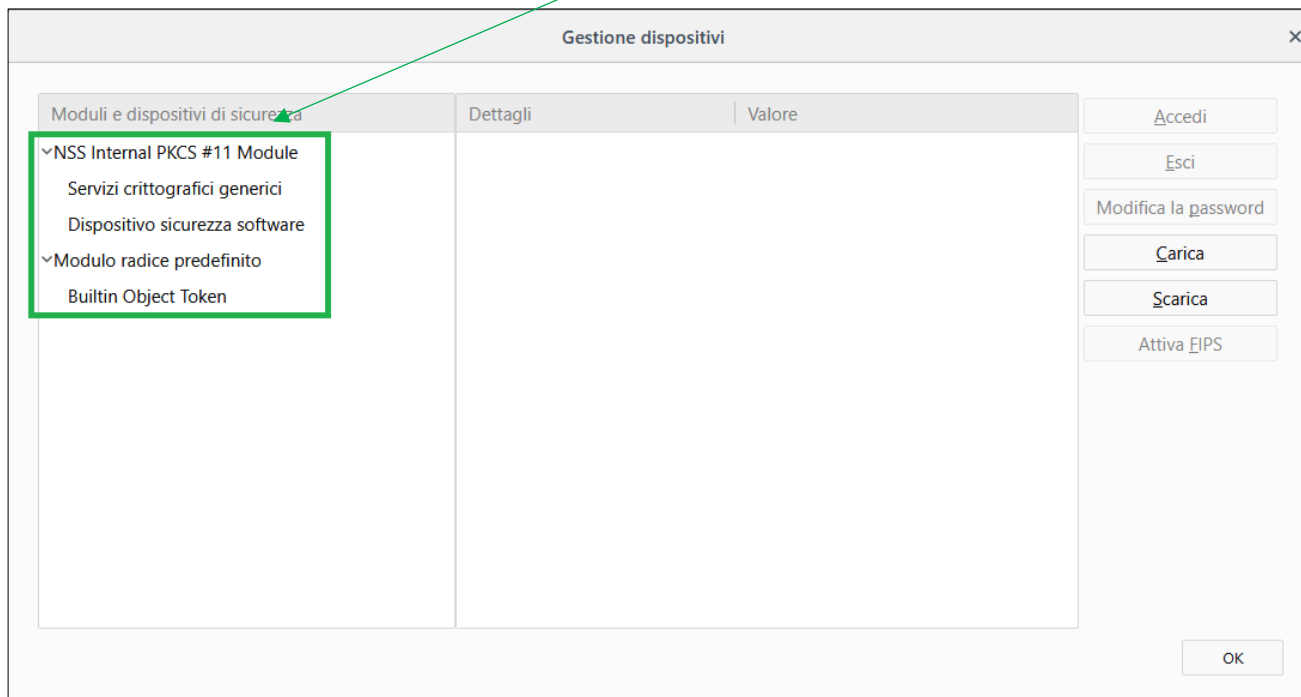 Gestione dispositivi
Moduli e dispositivi di sicurezza
Dettagli
Valore
NSS Internal PKCS #11 Module
Servizi crittografici generici
Dispositivo sicurezza software
Modulo radice predefinito
Builtin Object Token
Accedi
Esci
Modifica la password
Carica
Scarica
Attiva FIPS
OK